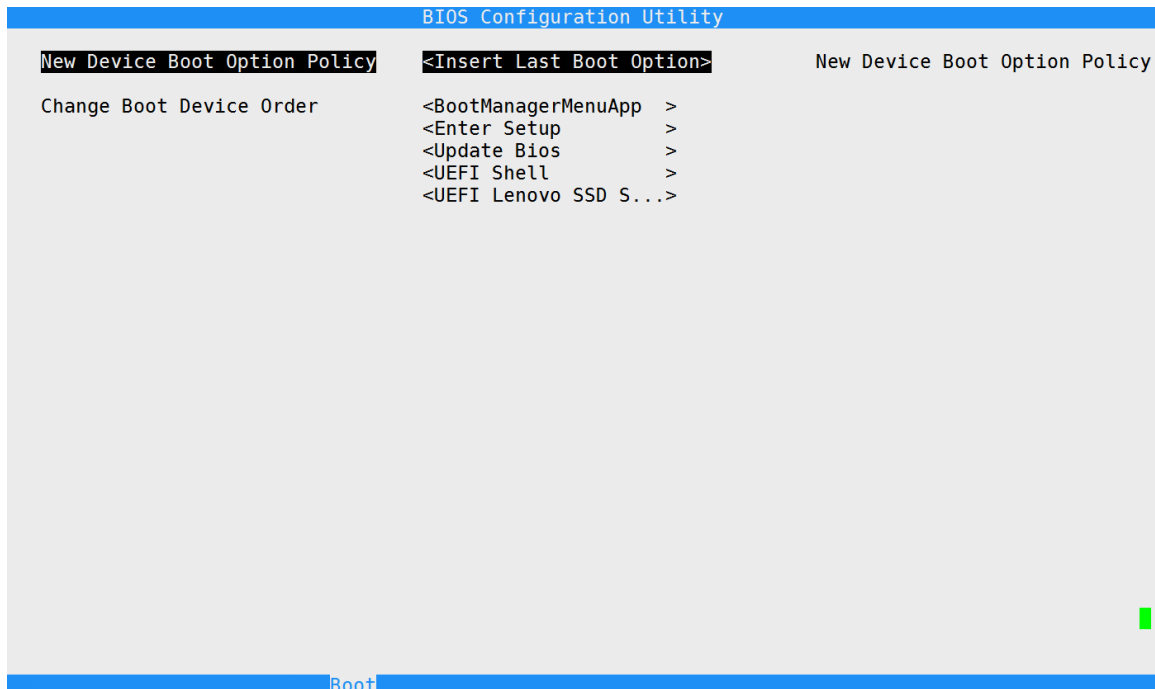 BIOS Configuration Utility
New Device Boot Option Policy <Insert Last Boot Option> New Device Boot Option Policy
Change Boot Device Order <BootManagerMenuApp >
<Enter Setup >
<Update Bios >
<UEFI Shell >
<UEFI Lenovo SSD S...>
Boot